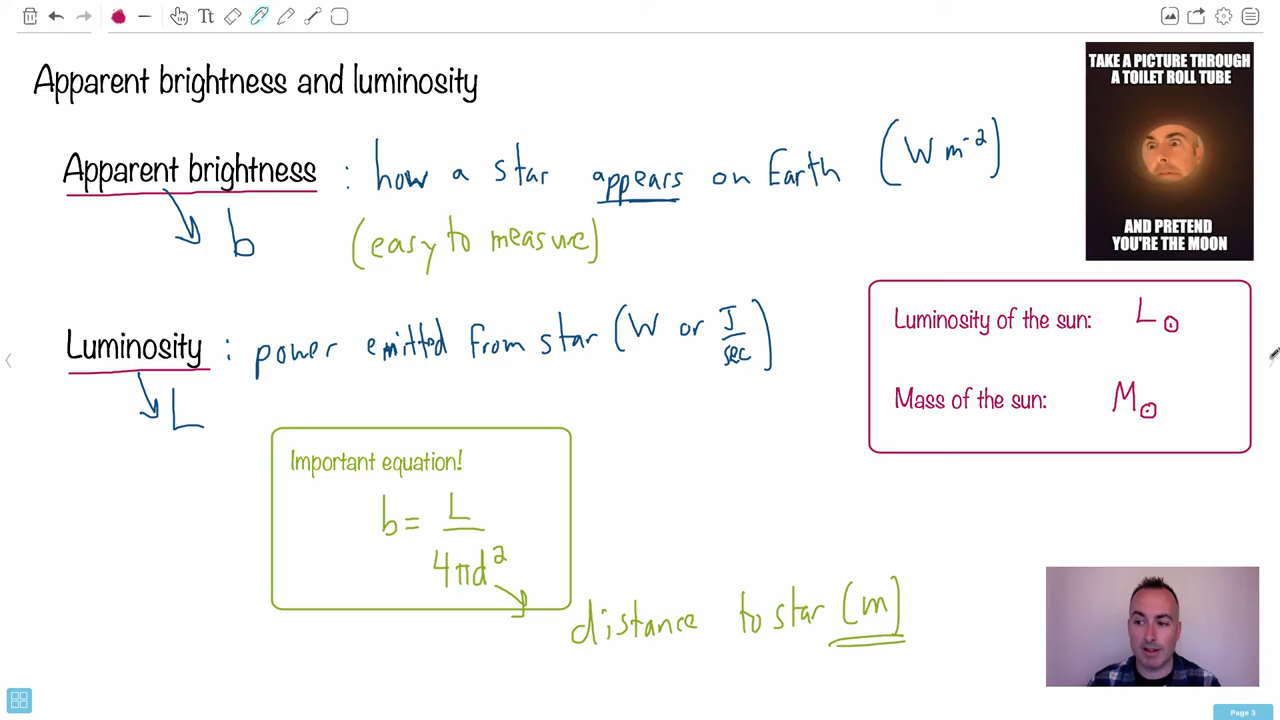 Tt
Apparent brightness and luminosity
TAKE A PICTURE THROUGH
A TOILET ROLL TUBE
AND PRETEND
YOU'RE THE MOON
Apparent brightness : how a star appears on Earth (W m⁻²)
b
(easy to measure)
Luminosity : power emitted from star (W or J/sec)
L
Luminosity of the sun: L⊙
Mass of the sun: M⊙
Important equation!
b = L/4πd²
distance to star (m)
Page 3